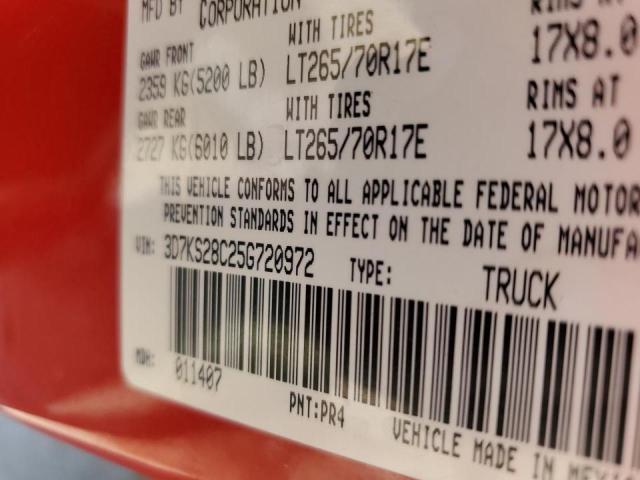 MFD BY CORPORATION
GAWR FRONT WITH TIRES RIMS AT
2359 KG(5200 LB) LT265/70R17E 17X8.0
GAWR REAR WITH TIRES RIMS AT
2727 KG(6010 LB) LT265/70R17E 17X8.0
THIS VEHICLE CONFORMS TO ALL APPLICABLE FEDERAL MOTOR
PREVENTION STANDARDS IN EFFECT ON THE DATE OF MANUFA
VIN: 3D7KS28C25G720972 TYPE: TRUCK
MDH: 011407
PNT:PR4
VEHICLE MADE IN MEXIC